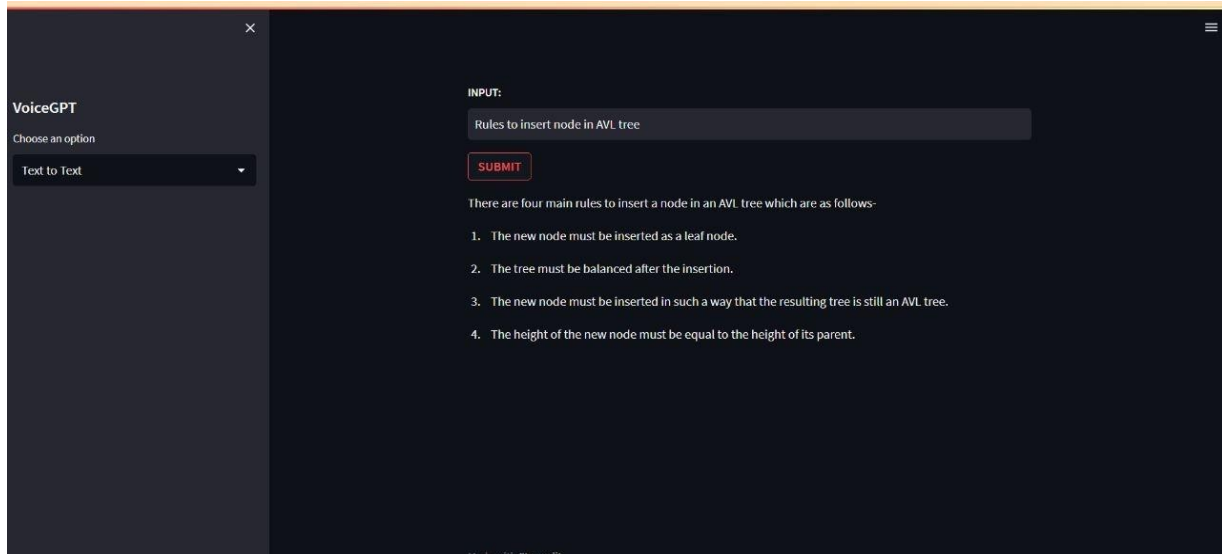 VoiceGPT
Choose an option
Text to Text
INPUT:
Rules to insert node in AVL tree
SUBMIT
There are four main rules to insert a node in an AVL tree which are as follows-
1. The new node must be inserted as a leaf node.
2. The tree must be balanced after the insertion.
3. The new node must be inserted in such a way that the resulting tree is still an AVL tree.
4. The height of the new node must be equal to the height of its parent.